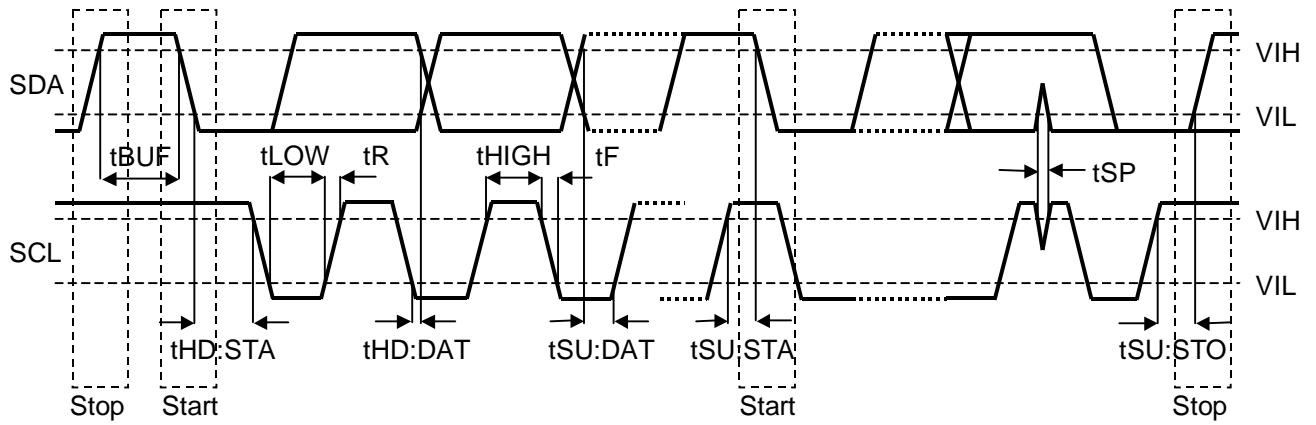 VIH
SDA
VIL
tBUF tLOW tR tHIGH tF
tSP
VIH
SCL
VIL
tHD:STA tHD:DAT tSU:DAT tSU:STA tSU:STO
Stop Start Start Stop